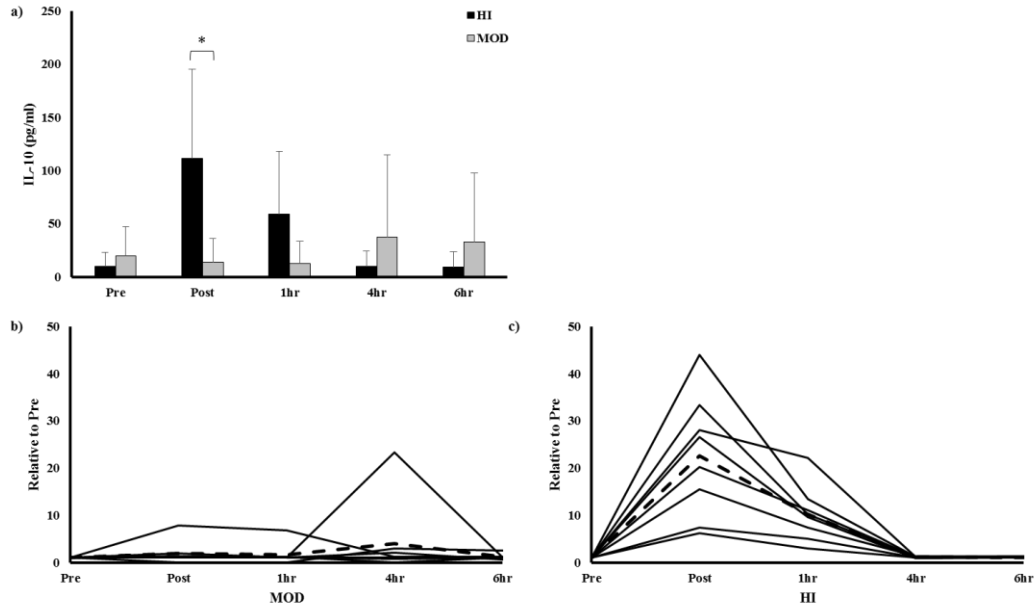 a)
250
200
150
100
50
0
IL-10 (pg/ml)
HI
MOD
*
Pre Post 1hr 4hr 6hr
b)
50
40
30
20
10
0
Relative to Pre
Pre Post 1hr 4hr 6hr
MOD
c)
50
40
30
20
10
0
Relative to Pre
Pre Post 1hr 4hr 6hr
HI